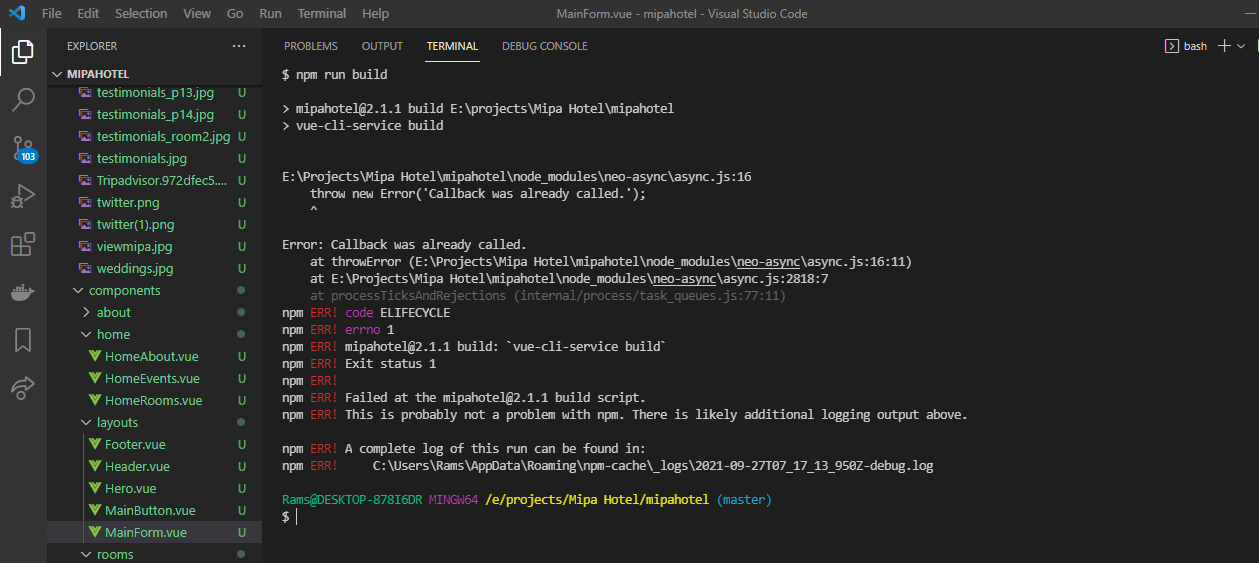 File Edit Selection View Go Run Terminal Help
MainForm.vue - mipahotel - Visual Studio Code
EXPLORER
MIPAHOTEL
testimonials_p13.jpg U
testimonials_p14.jpg U
testimonials_room2.jpg U
testimonials.jpg U
Tripadvisor.972dfec5.... U
twitter.png U
twitter(1).png U
viewmipa.jpg U
weddings.jpg U
components
about
home
HomeAbout.vue U
HomeEvents.vue U
HomeRooms.vue U
layouts
Footer.vue U
Header.vue U
Hero.vue U
MainButton.vue U
MainForm.vue U
rooms
103
PROBLEMS OUTPUT TERMINAL DEBUG CONSOLE
bash
$ npm run build
> mipahotel@2.1.1 build E:\projects\Mipa Hotel\mipahotel
> vue-cli-service build
E:\Projects\Mipa Hotel\mipahotel\node_modules\neo-async\async.js:16
throw new Error('Callback was already called.');
^
Error: Callback was already called.
at throwError (E:\Projects\Mipa Hotel\mipahotel\node_modules\neo-async\async.js:16:11)
at E:\Projects\Mipa Hotel\mipahotel\node_modules\neo-async\async.js:2818:7
at processTicksAndRejections (internal/process/task_queues.js:77:11)
npm ERR! code ELIFECYCLE
npm ERR! errno 1
npm ERR! mipahotel@2.1.1 build: `vue-cli-service build`
npm ERR! Exit status 1
npm ERR!
npm ERR! Failed at the mipahotel@2.1.1 build script.
npm ERR! This is probably not a problem with npm. There is likely additional logging output above.
npm ERR! A complete log of this run can be found in:
npm ERR! C:\Users\Rams\AppData\Roaming\npm-cache\_logs\2021-09-27T07_17_13_950Z-debug.log
Rams@DESKTOP-878I6DR MINGW64 /e/projects/Mipa Hotel/mipahotel (master)
$